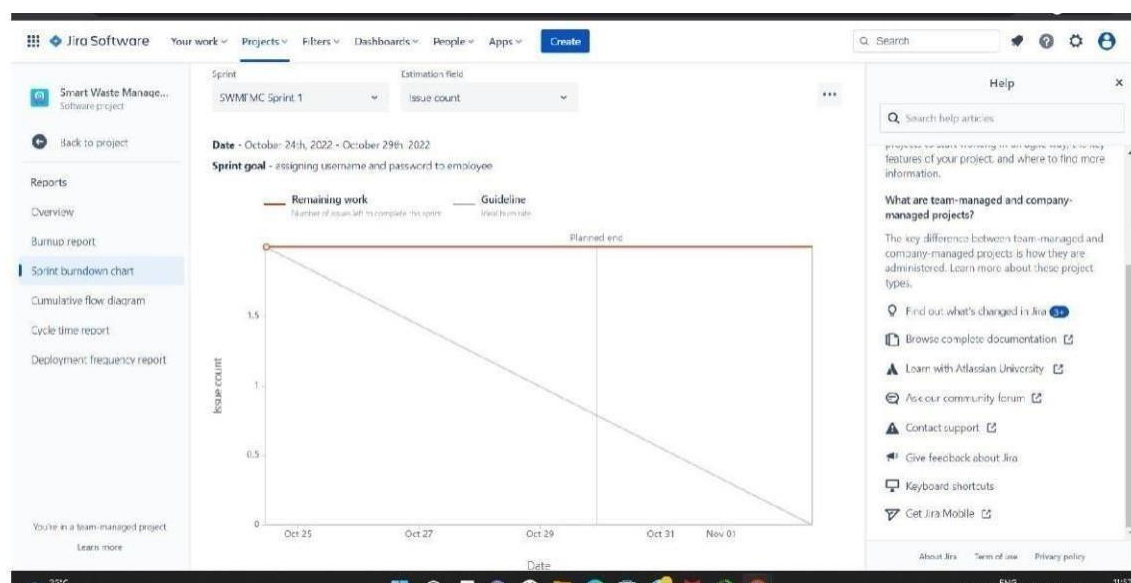 Jira Software
Your work Projects Filters Dashboards People Apps Create
Search
Smart Waste Manage...
Software project
Back to project
Reports
Overview
Burnup report
Sprint burndown chart
Cumulative flow diagram
Cycle time report
Deployment frequency report
You're in a team-managed project
Learn more
Sprint
Estimation field
SWMFMC Sprint 1
Issue count
Date - October 24th, 2022 - October 29th 2022
Sprint goal - assigning username and password to employee
Remaining work
Number of issues left to complete this sprint
Guideline
Ideal burn rate
Planned end
1.5
1
0.5
0
Issue count
Oct 25
Oct 27
Oct 29
Oct 31
Nov 01
Date
Help
Search help articles
features of your project, and where to find more
information.
What are team-managed and company-
managed projects?
The key difference between team-managed and
company-managed projects is how they are
administered. Learn more about these project
types.
Find out what's changed in Jira 9+
Browse complete documentation
Learn with Atlassian University
Ask our community forum
Contact support
Give feedback about Jira
Keyboard shortcuts
Get Jira Mobile
About Jira Term of use Privacy policy
ENG